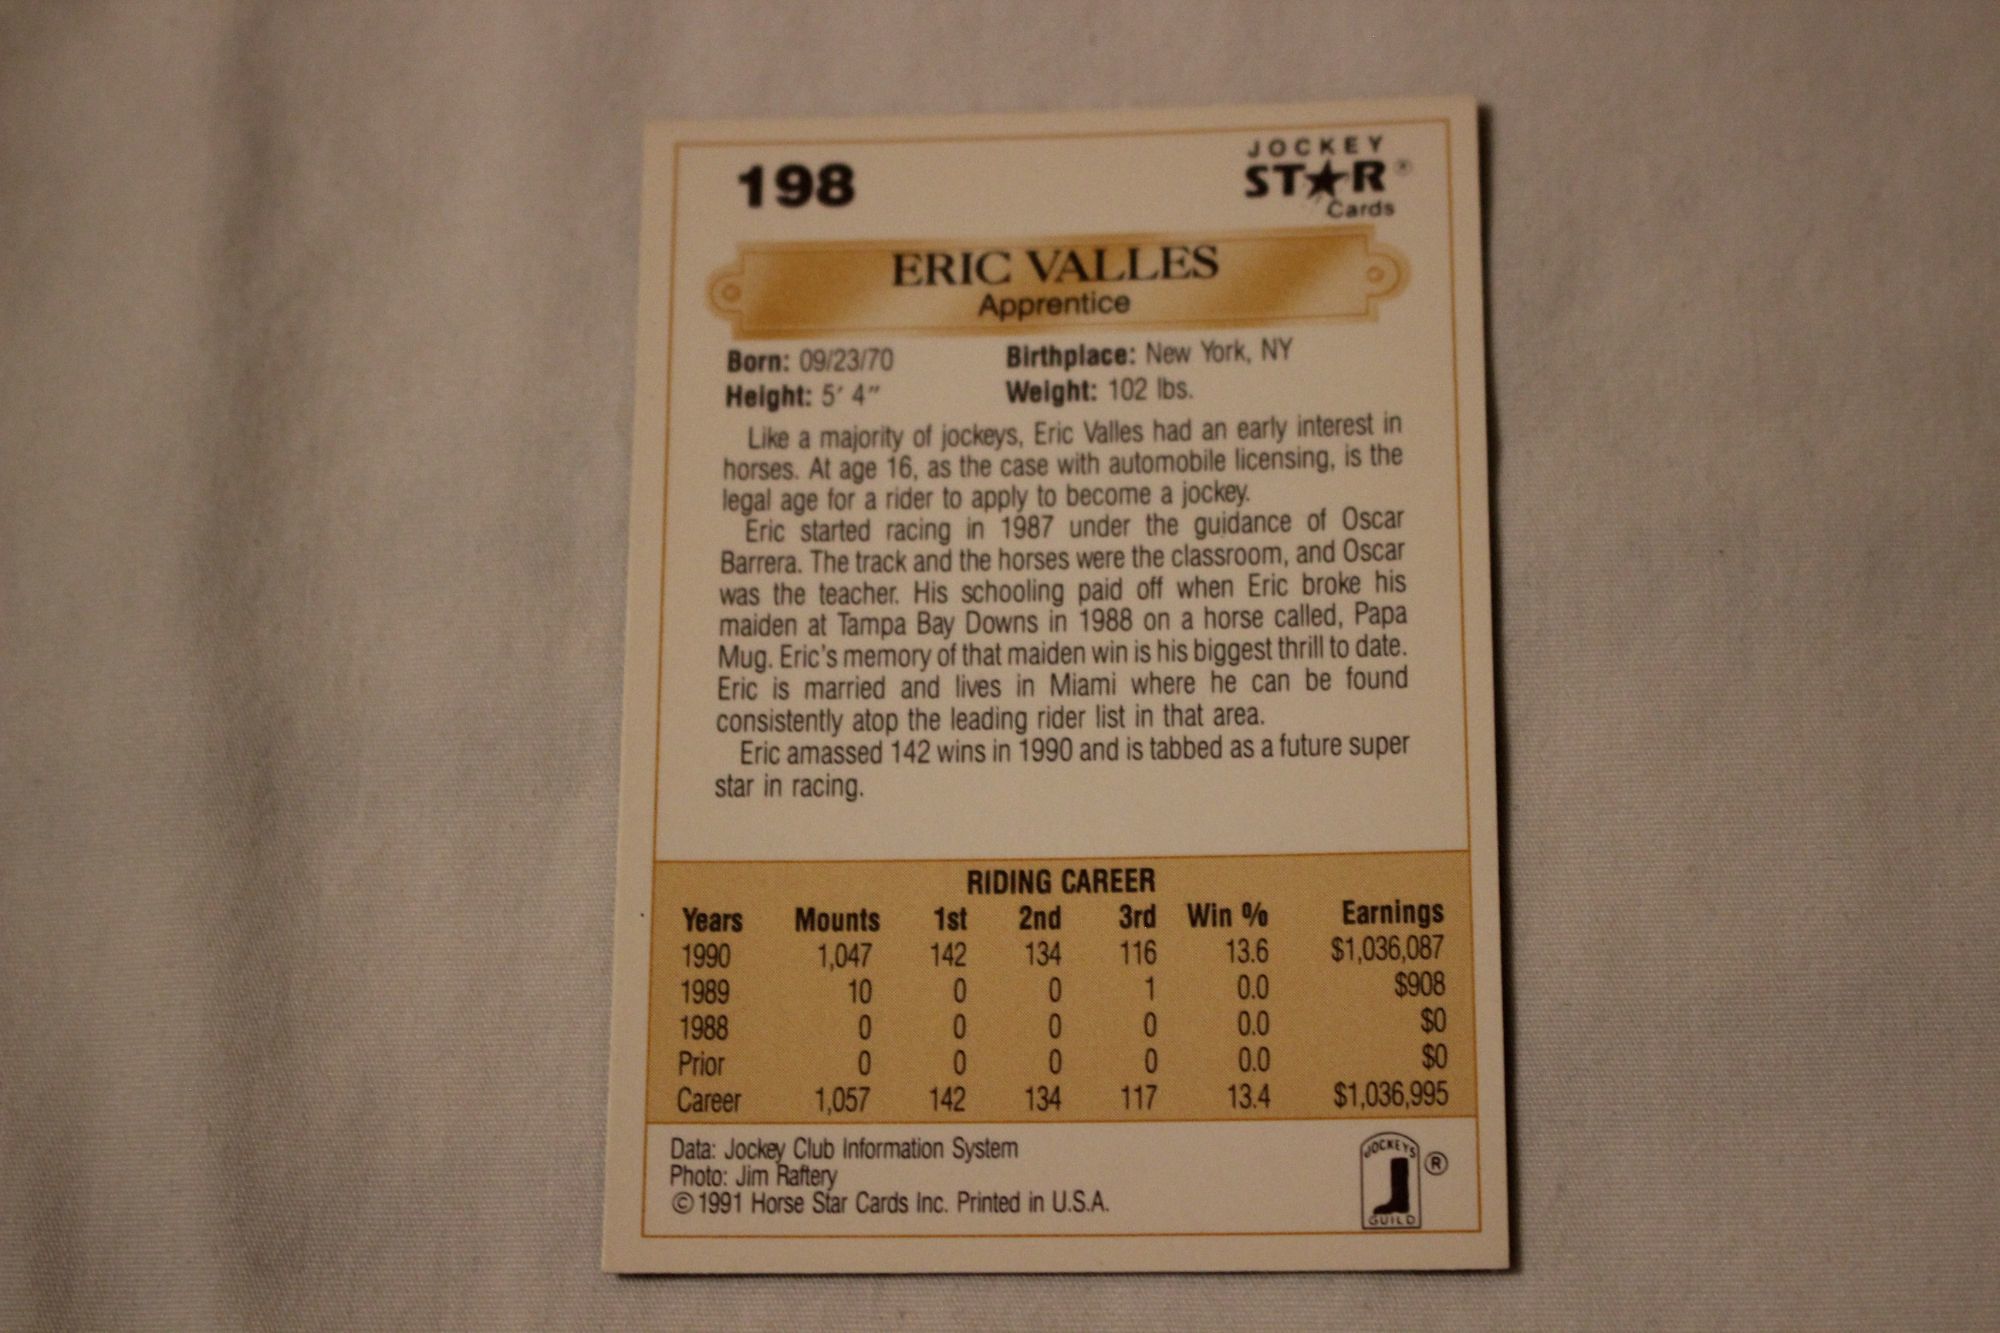 198
JOCKEY
ST★R®
Cards
ERIC VALLES
Apprentice
Born: 09/23/70 Birthplace: New York, NY
Height: 5' 4" Weight: 102 lbs.
Like a majority of jockeys, Eric Valles had an early interest in
horses. At age 16, as the case with automobile licensing, is the
legal age for a rider to apply to become a jockey.
Eric started racing in 1987 under the guidance of Oscar
Barrera. The track and the horses were the classroom, and Oscar
was the teacher. His schooling paid off when Eric broke his
maiden at Tampa Bay Downs in 1988 on a horse called, Papa
Mug. Eric's memory of that maiden win is his biggest thrill to date.
Eric is married and lives in Miami where he can be found
consistently atop the leading rider list in that area.
Eric amassed 142 wins in 1990 and is tabbed as a future super
star in racing.
RIDING CAREER
Years Mounts 1st 2nd 3rd Win % Earnings
1990 1,047 142 134 116 13.6 $1,036,087
1989 10 0 0 1 0.0 $908
1988 0 0 0 0 0.0 $0
Prior 0 0 0 0 0.0 $0
Career 1,057 142 134 117 13.4 $1,036,995
Data: Jockey Club Information System
Photo: Jim Raftery
©1991 Horse Star Cards Inc. Printed in U.S.A.
JOCKEYS
GUILD
®